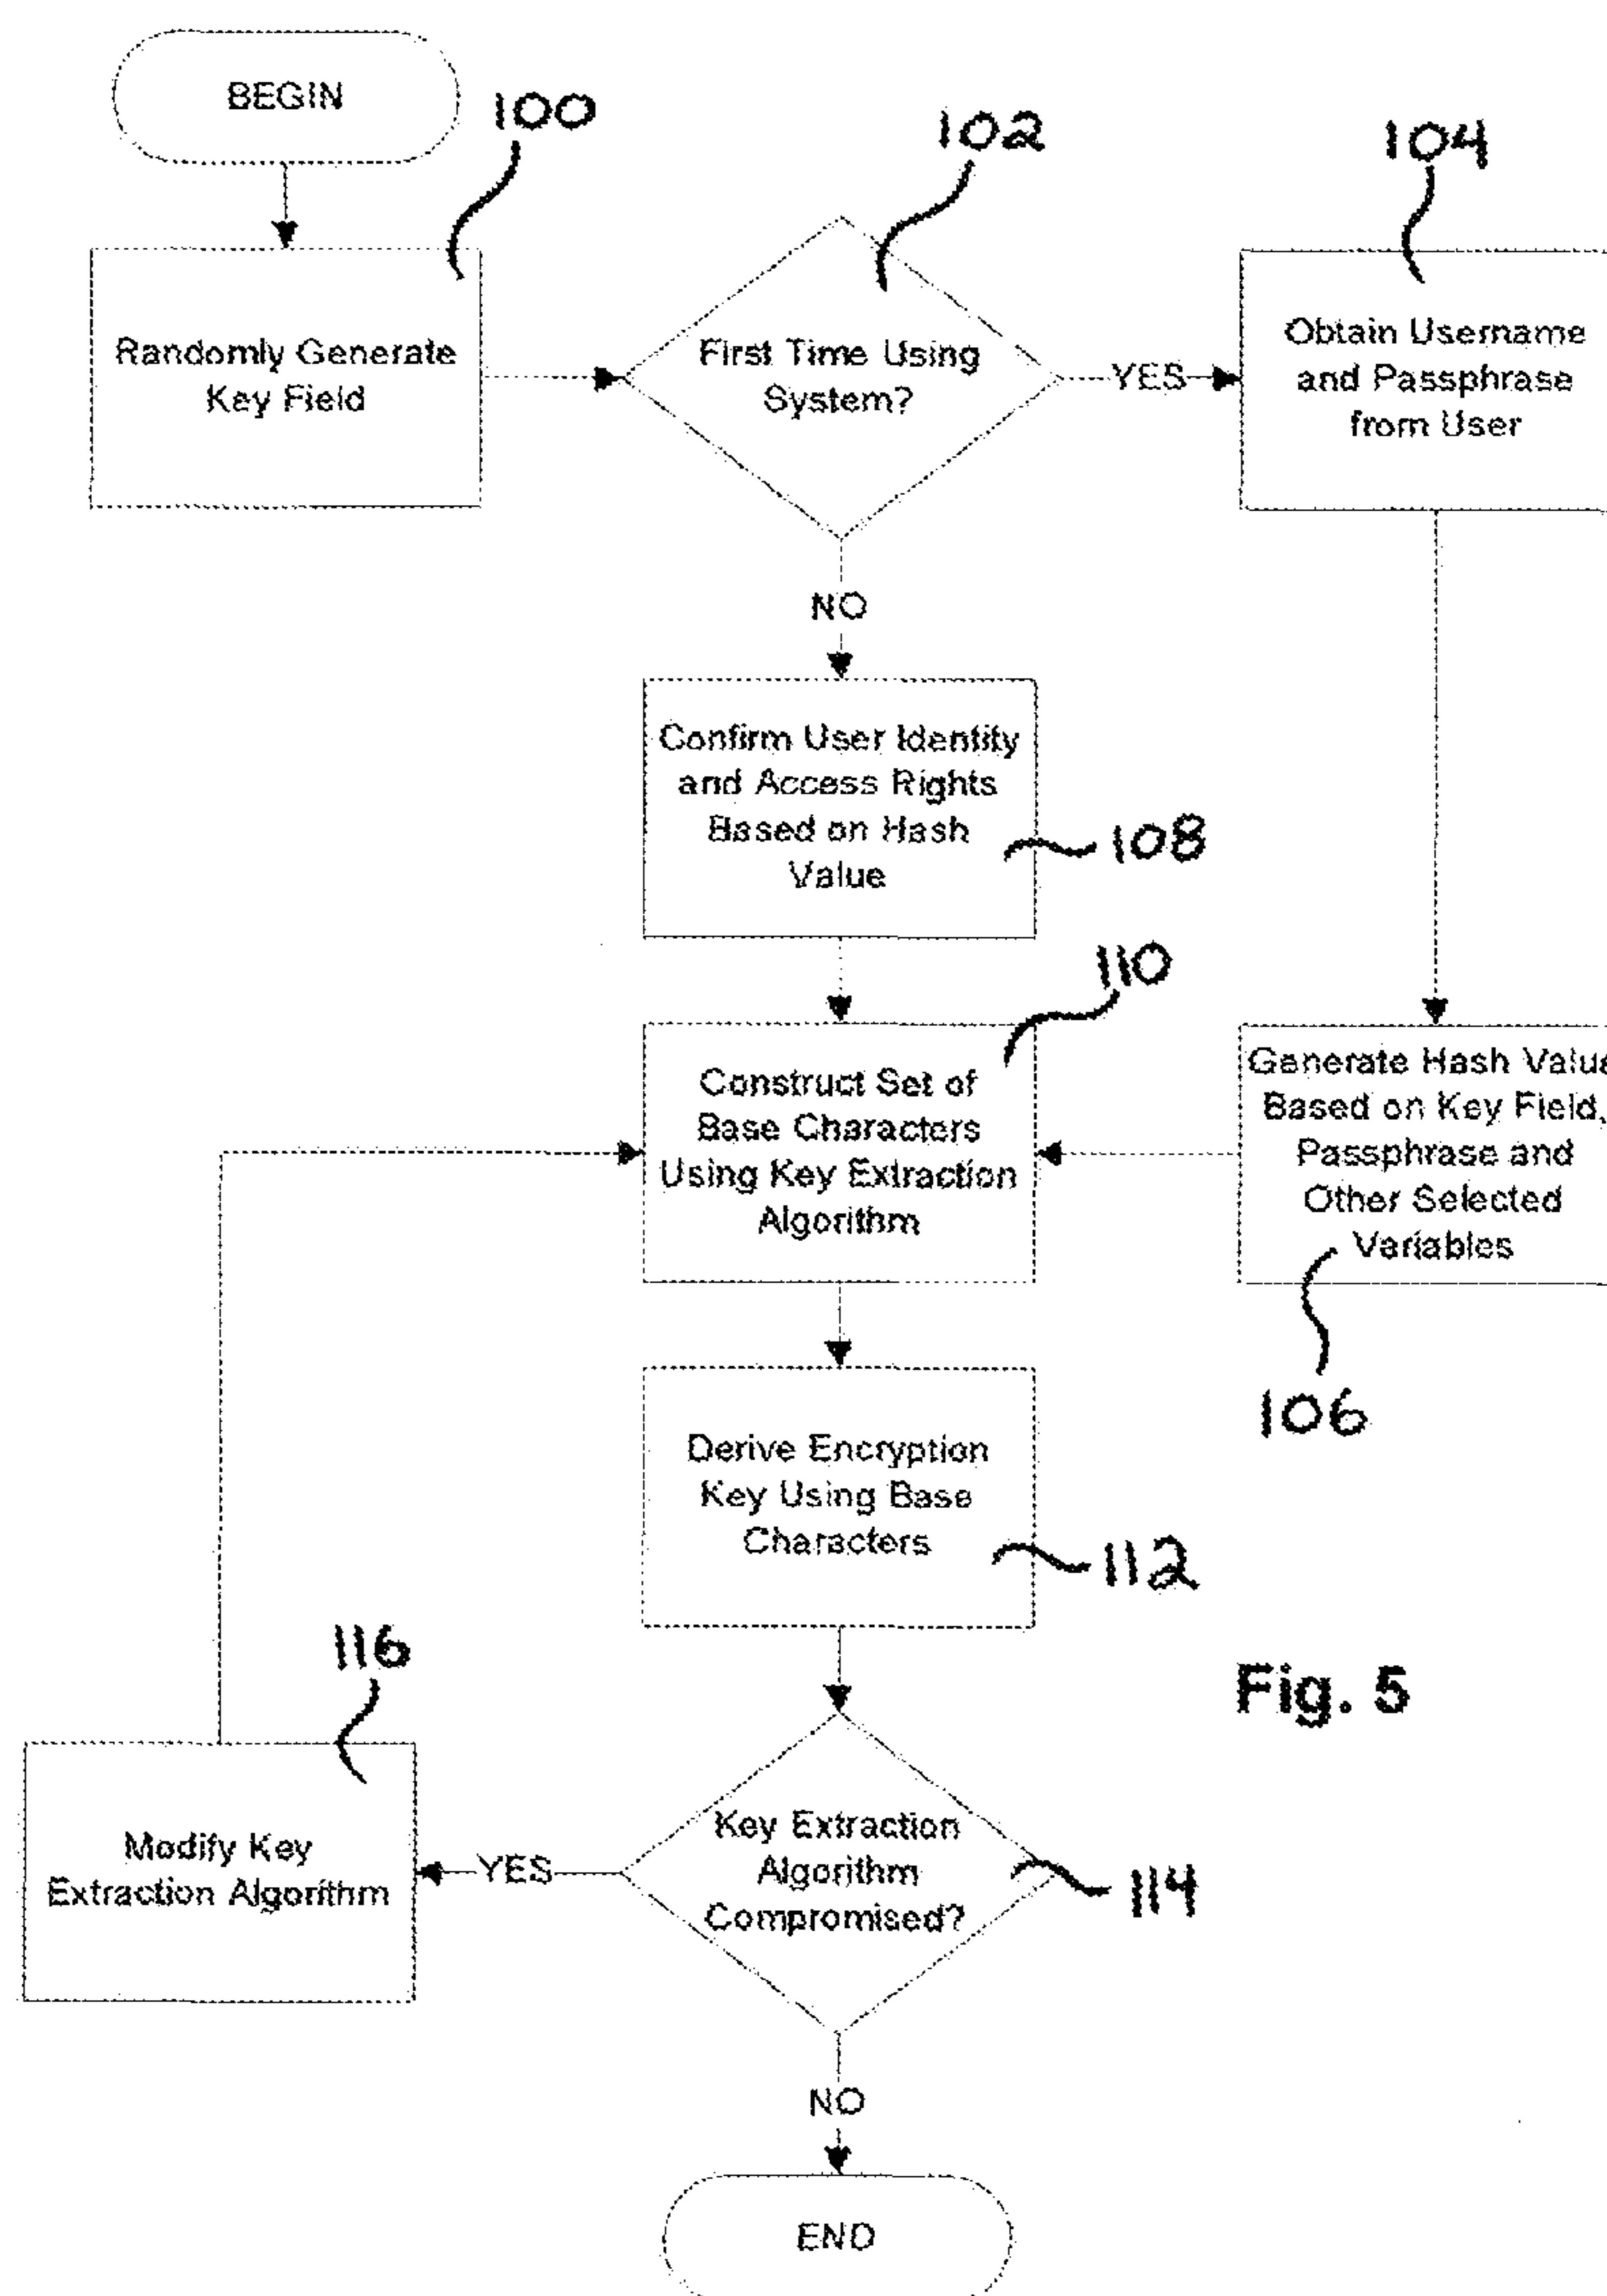 BEGIN
100
102
104
Randomly Generate
Key Field
First Time Using
System?
YES
Obtain Username
and Passphrase
from User
NO
Confirm User Identity
and Access Rights
Based on Hash
Value
108
110
Construct Set of
Base Characters
Using Key Extraction
Algorithm
Generate Hash Value
Based on Key Field,
Passphrase and
Other Selected
Variables
106
Derive Encryption
Key Using Base
Characters
112
116
Fig. 5
Modify Key
Extraction Algorithm
YES
Key Extraction
Algorithm
Compromised?
114
NO
END